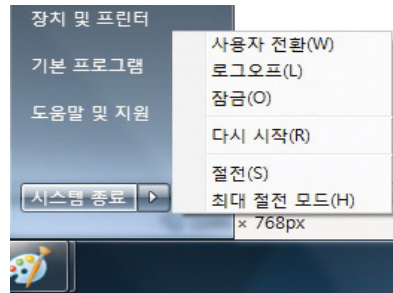 장치 및 프린터
기본 프로그램
도움말 및 지원
시스템 종료
사용자 전환(W)
로그오프(L)
잠금(O)
다시 시작(R)
절전(S)
최대 절전 모드(H)
× 768px